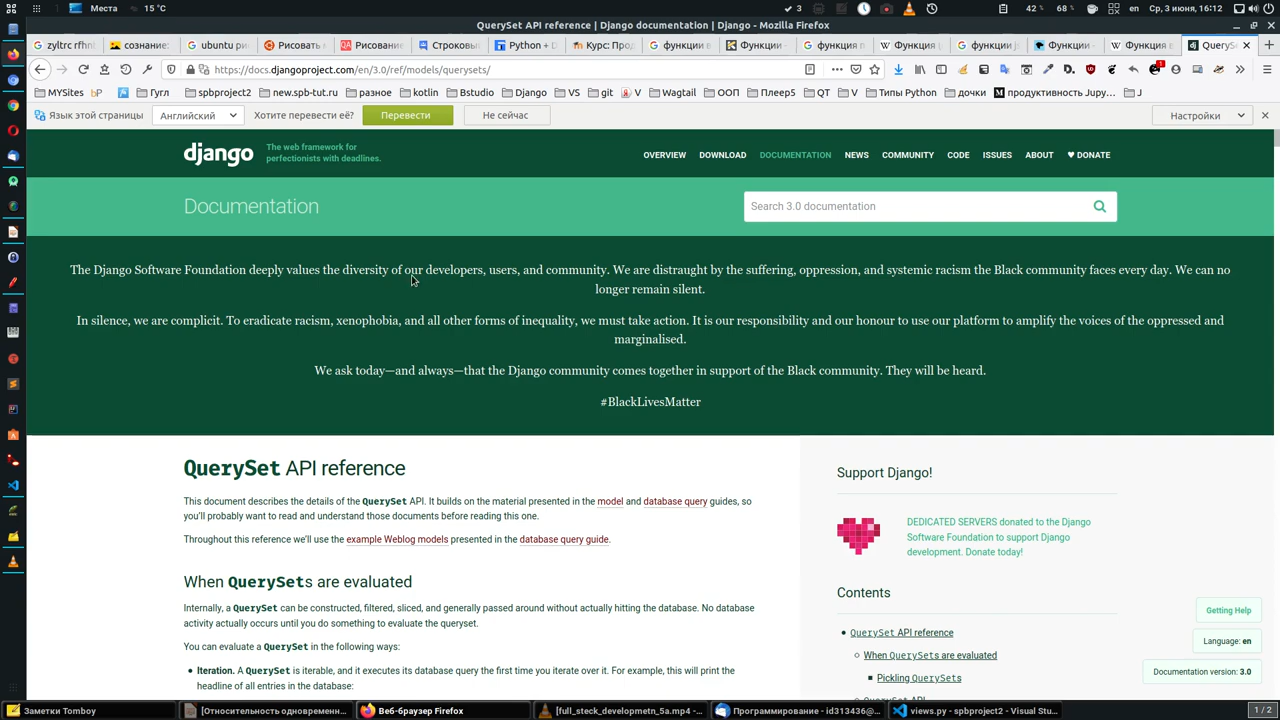 Места
15 °C
3
42 %
68 %
en
Ср, 3 июня, 16:12
QuerySet API reference | Django documentation | Django - Mozilla Firefox
zyltrc rfhn
сознание:
ubuntu ри
Рисовать
Рисование
Строковы
Python + D
Курс: Про
функции в
Функции
функция п
Функция (
функции js
Функции
Функция в
QuerySe
https://docs.djangoproject.com/en/3.0/ref/models/querysets/
MYSites
Гугл
spbproject2
new.spb-tut.ru
разное
kotlin
Bstudio
Django
VS
git
V
Wagtail
ООП
Плеер5
QT
V
Типы Python
дочки
продуктивность Jupy...
J
Язык этой страницы
Английский
Хотите перевести её?
Перевести
Не сейчас
Настройки
django
The web framework for
perfectionists with deadlines.
OVERVIEW
DOWNLOAD
DOCUMENTATION
NEWS
COMMUNITY
CODE
ISSUES
ABOUT
♥ DONATE
Documentation
Search 3.0 documentation
The Django Software Foundation deeply values the diversity of our developers, users, and community. We are distraught by the suffering, oppression, and systemic racism the Black community faces every day. We can no
longer remain silent.
In silence, we are complicit. To eradicate racism, xenophobia, and all other forms of inequality, we must take action. It is our responsibility and our honour to use our platform to amplify the voices of the oppressed and
marginalised.
We ask today—and always—that the Django community comes together in support of the Black community. They will be heard.
#BlackLivesMatter
QuerySet API reference
This document describes the details of the QuerySet API. It builds on the material presented in the model and database query guides, so
you'll probably want to read and understand those documents before reading this one.
Throughout this reference we'll use the example Weblog models presented in the database query guide.
When QuerySets are evaluated
Internally, a QuerySet can be constructed, filtered, sliced, and generally passed around without actually hitting the database. No database
activity actually occurs until you do something to evaluate the queryset.
You can evaluate a QuerySet in the following ways:
Iteration. A QuerySet is iterable, and it executes its database query the first time you iterate over it. For example, this will print the
headline of all entries in the database:
Support Django!
DEDICATED SERVERS donated to the Django
Software Foundation to support Django
development. Donate today!
Contents
QuerySet API reference
When QuerySets are evaluated
Pickling QuerySets
Getting Help
Language: en
Documentation version: 3.0
Заметки Tomboy
[Относительность одновременн...
Веб-браузер Firefox
[full_steck_developmetn_5a.mp4 -...
Программирование - id313436@...
views.py - spbproject2 - Visual Stu...
1 / 2